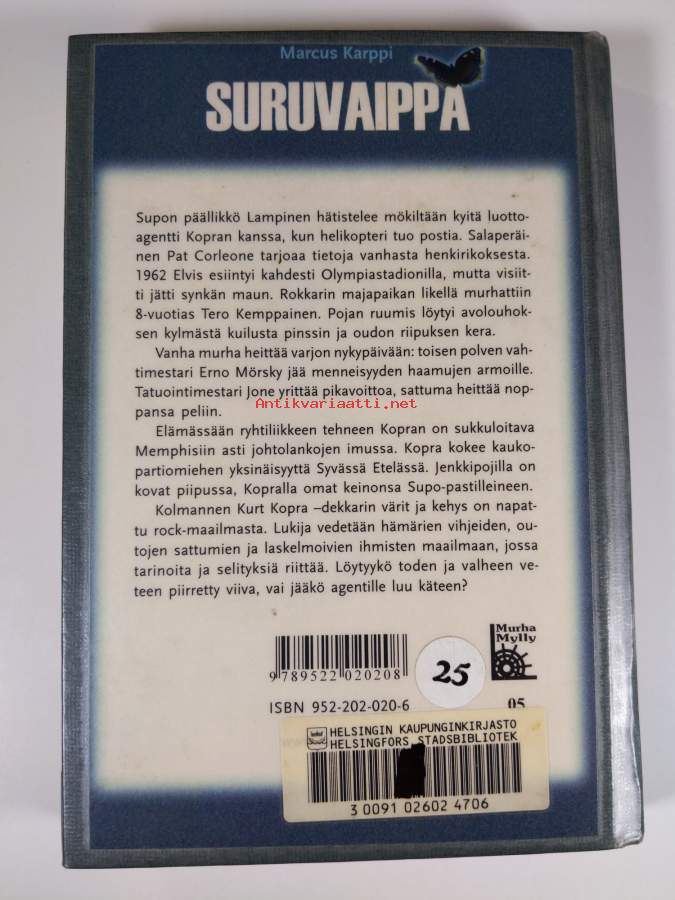 Marcus Karppi
SURUVAIPPA
Supon päällikkö Lampinen hätistelee mökiltään kyitä luotto-
agentti Kopran kanssa, kun helikopteri tuo postia. Salaperäi-
nen Pat Corleone tarjoaa tietoja vanhasta henkirikoksesta.
1962 Elvis esiintyi kahdesti Olympiastadionilla, mutta visiit-
ti jätti synkän maun. Rokkarin majapaikan likellä murhattiin
8-vuotias Tero Kemppainen. Pojan ruumis löytyi avolouhok-
sen kylmästä kuilusta pinssin ja oudon riipuksen kera.
Vanha murha heittää varjon nykypäivään: toisen polven vah-
timestari Erno Mörsky jää menneisyyden haamujen armoille.
Tatuointimestari Jone yrittää pikavoittoa, sattuma heittää nop-
pansa peliin.
Antikvariaatti.net
Elämässään ryhtiliikkeen tehneen Kopran on sukkuloitava
Memphisiin asti johtolankojen imussa. Kopra kokee kauko-
partiomiehen yksinäisyyttä Syvässä Etelässä. Jenkkipojilla on
kovat piipussa, Kopralla omat keinonsa Supo-pastilleineen.
Kolmannen Kurt Kopra –dekkarin värit ja kehys on napat-
tu rock-maailmasta. Lukija vedetään hämärien vihjeiden, ou-
tojen sattumien ja laskelmoivien ihmisten maailmaan, jossa
tarinoita ja selityksiä riittää. Löytyykö toden ja valheen ve-
teen piirretty viiva, vai jääkö agentille luu käteen?
9 789522 020208
25
Murha
Mylly
ISBN 952-202-020-6
05
HELSINGIN KAUPUNGINKIRJASTO
HELSINGFORS STADSBIBLIOTEK
3 0091 02602 4706